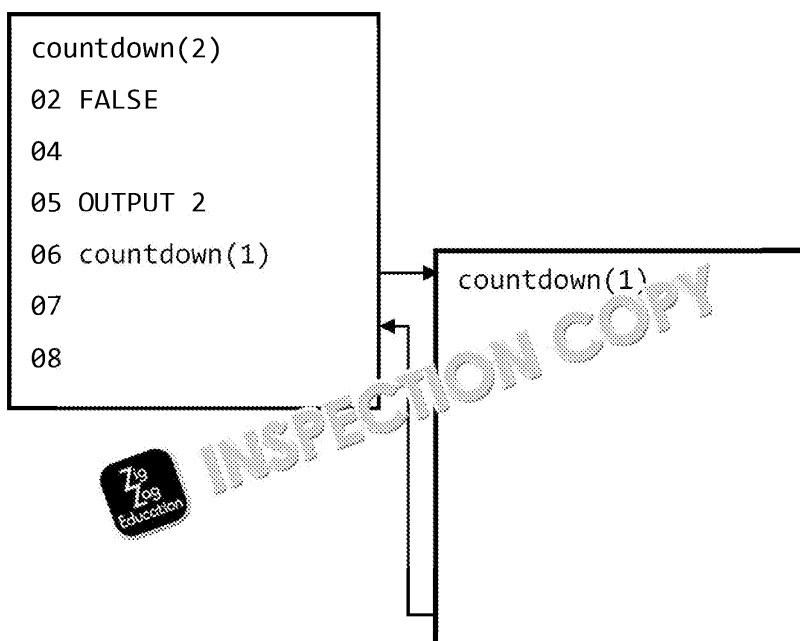 countdown(2)
02 FALSE
04
05 OUTPUT 2
06 countdown(1)
07
08
countdown(1)
INSPECTION COPY
Zig
Zag
Education